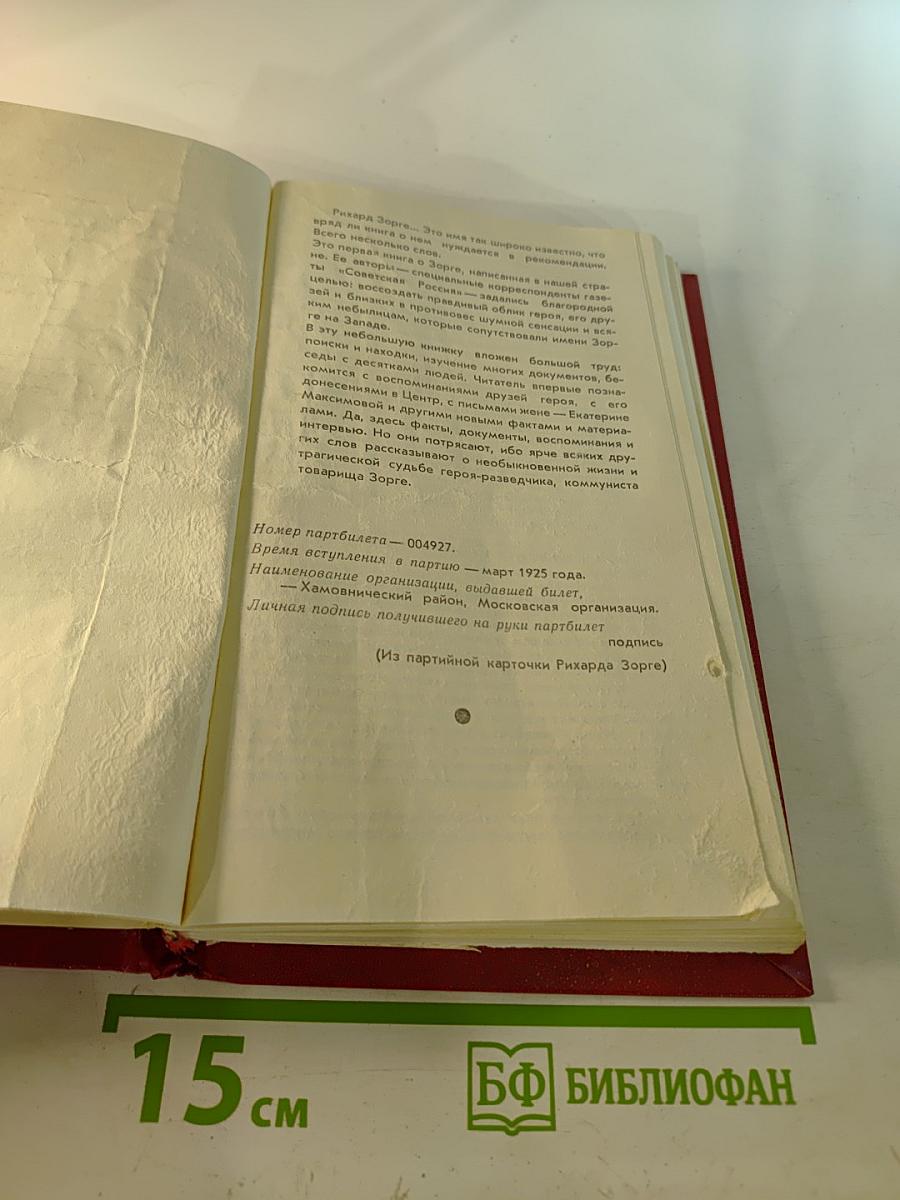 Рихард Зорге... Это имя так широко известно, что
вряд ли книга о нем нуждается в рекомендации.
Всего несколько слов.
Это первая книга о Зорге, написанная в нашей стра-
не. Ее авторы — специальные корреспонденты газе-
ты «Советская Россия» — задались благородной
целью: воссоздать правдивый облик героя, его дру-
зей и близких в противовес шумной сенсации и вся-
ким небылицам, которые сопутствовали имени Зор-
ге на Западе.
В эту небольшую книжку вложен большой труд:
поиски и находки, изучение многих документов, бе-
седы с десятками людей. Читатель впервые позна-
комится с воспоминаниями друзей героя, с его
донесениями в Центр, с письмами жене — Екатерине
Максимовой и другими новыми фактами и материа-
лами. Да, здесь факты, документы, воспоминания и
интервью. Но они потрясают, ибо ярче всяких дру-
гих слов рассказывают о необыкновенной жизни и
трагической судьбе героя-разведчика, коммуниста
товарища Зорге.
Номер партбилета — 004927.
Время вступления в партию — март 1925 года.
Наименование организации, выдавшей билет,
— Хамовнический район, Московская организация.
Личная подпись получившего на руки партбилет
подпись
(Из партийной карточки Рихарда Зорге)
15 см
БФ БИБЛИОФАН